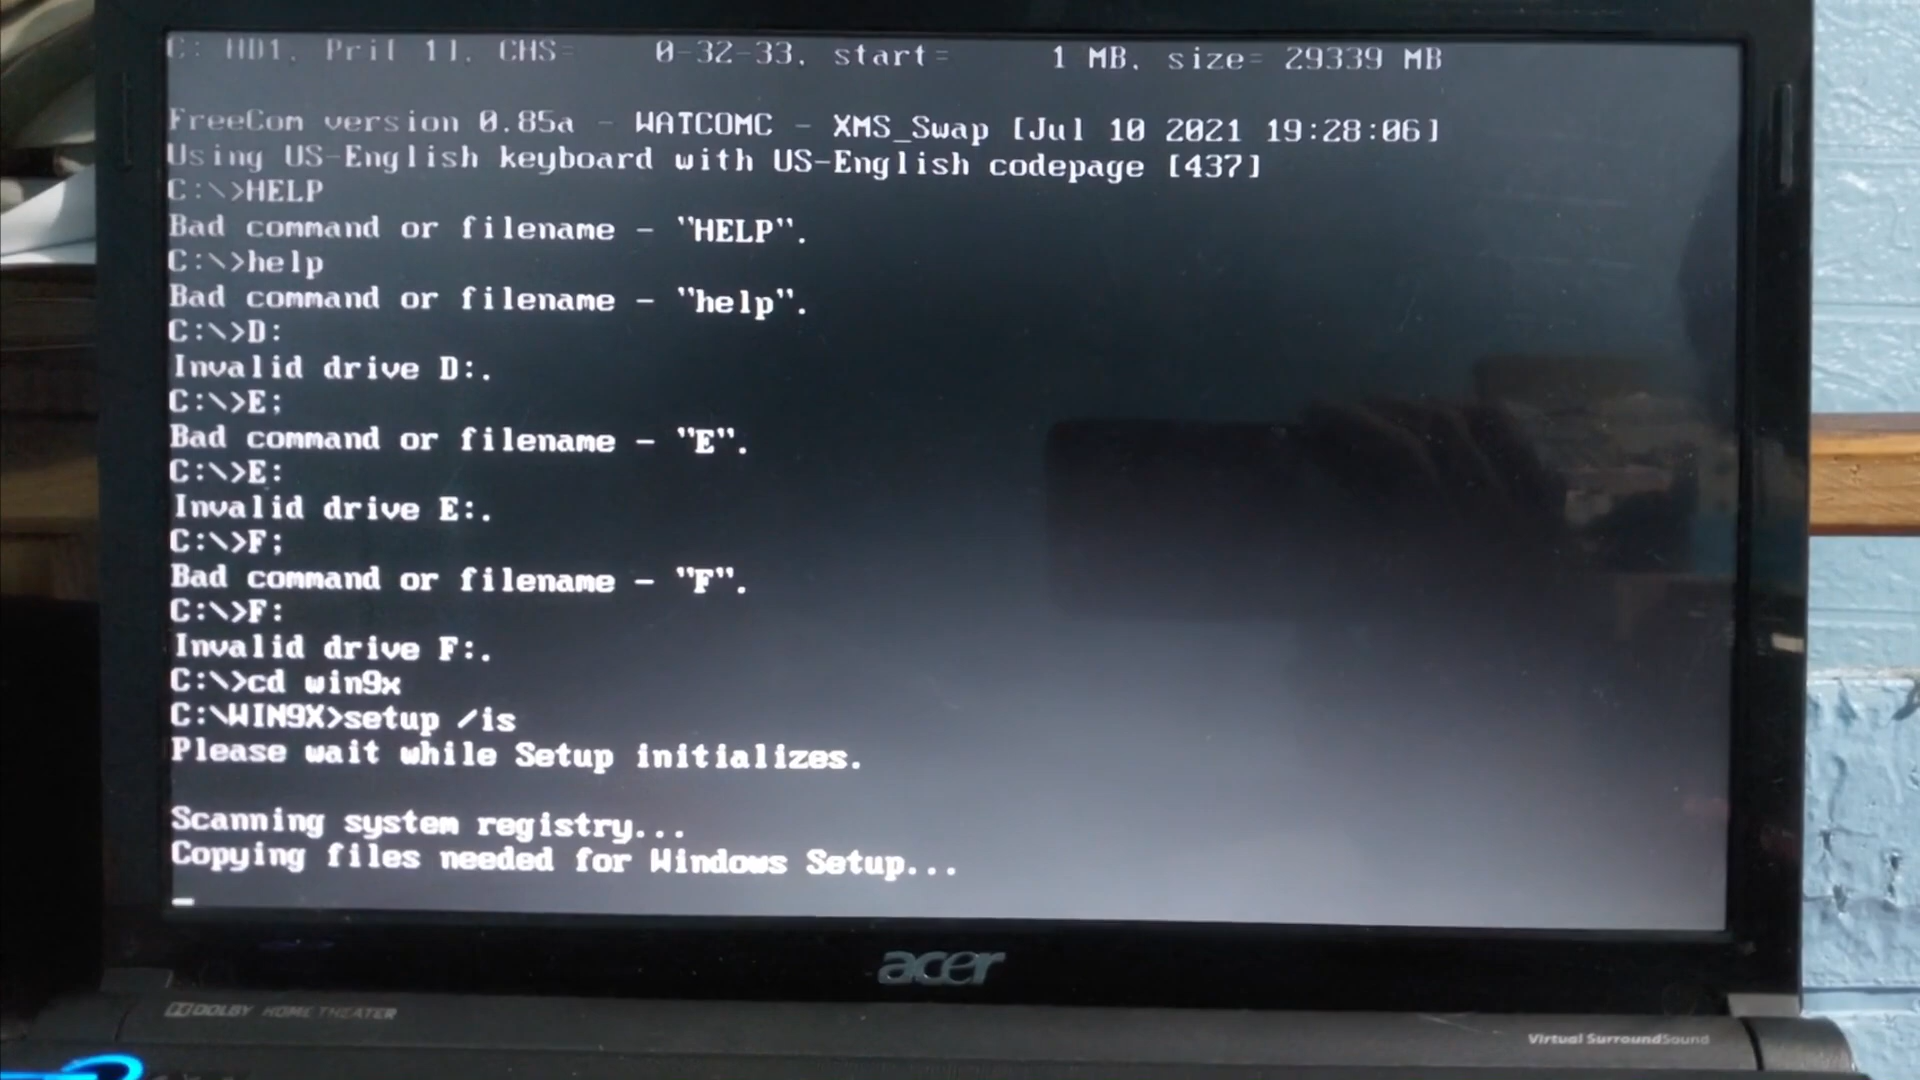 C: HD1, Pri[ 1], CHS=    0-32-33, start=     1 MB, size= 29339 MB
FreeCom version 0.85a - WATCOMC - XMS_Swap [Jul 10 2021 19:28:06]
Using US-English keyboard with US-English codepage [437]
C:\>HELP
Bad command or filename - "HELP".
C:\>help
Bad command or filename - "help".
C:\>D:
Invalid drive D:.
C:\>E;
Bad command or filename - "E".
C:\>E:
Invalid drive E:.
C:\>F;
Bad command or filename - "F".
C:\>F:
Invalid drive F:.
C:\>cd win9x
C:\WIN9X>setup /is
Please wait while Setup initializes.
Scanning system registry...
Copying files needed for Windows Setup...
acer
DOLBY HOME THEATER
Virtual SurroundSound